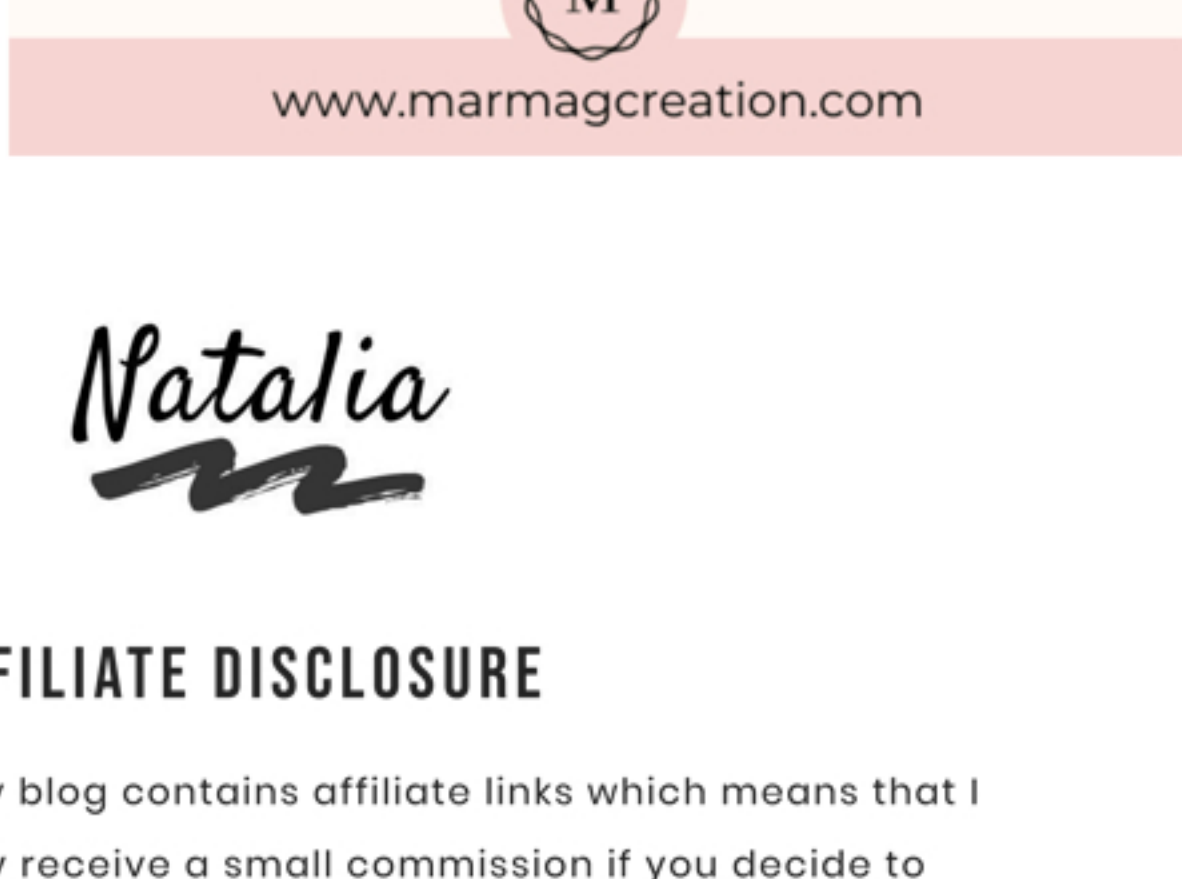 M
www.marmagcreation.com
Natalia
FILIATE DISCLOSURE
blog contains affiliate links which means that I
receive a small commission if you decide to